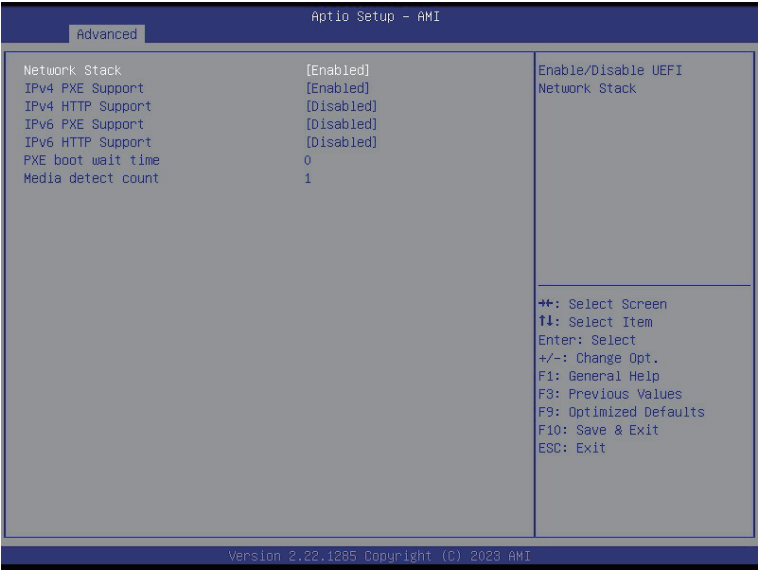 Aptio Setup – AMI
Advanced
Network Stack [Enabled]
IPv4 PXE Support [Enabled]
IPv4 HTTP Support [Disabled]
IPv6 PXE Support [Disabled]
IPv6 HTTP Support [Disabled]
PXE boot wait time 0
Media detect count 1
Enable/Disable UEFI
Network Stack
→←: Select Screen
↑↓: Select Item
Enter: Select
+/-: Change Opt.
F1: General Help
F3: Previous Values
F9: Optimized Defaults
F10: Save & Exit
ESC: Exit
Version 2.22.1285 Copyright (C) 2023 AMI